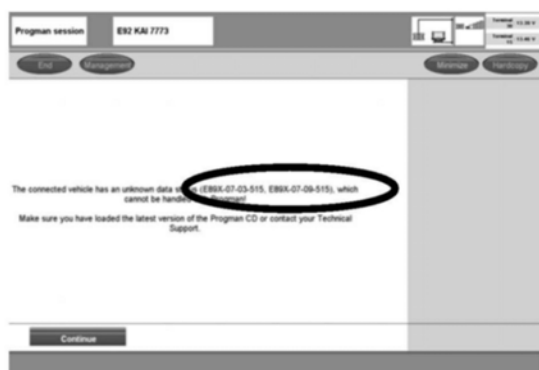 Progman session
E92 KAI 7773
Terminal
Terminal
End
Management
Minimize
Hardcopy
The connected vehicle has an unknown data (E89X-07-03-515, E89X-07-09-515), which
cannot be handled Progman!
Make sure you have loaded the latest version of the Progman CD or contact your Technical
Support.
Continue